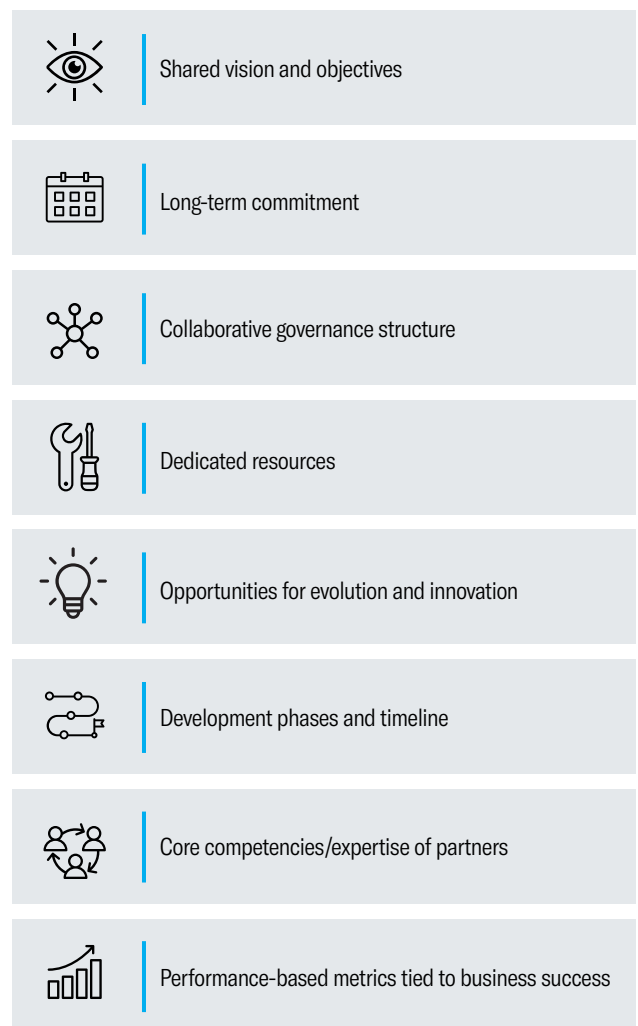 Shared vision and objectives
Long-term commitment
Collaborative governance structure
Dedicated resources
Opportunities for evolution and innovation
Development phases and timeline
Core competencies/expertise of partners
Performance-based metrics tied to business success